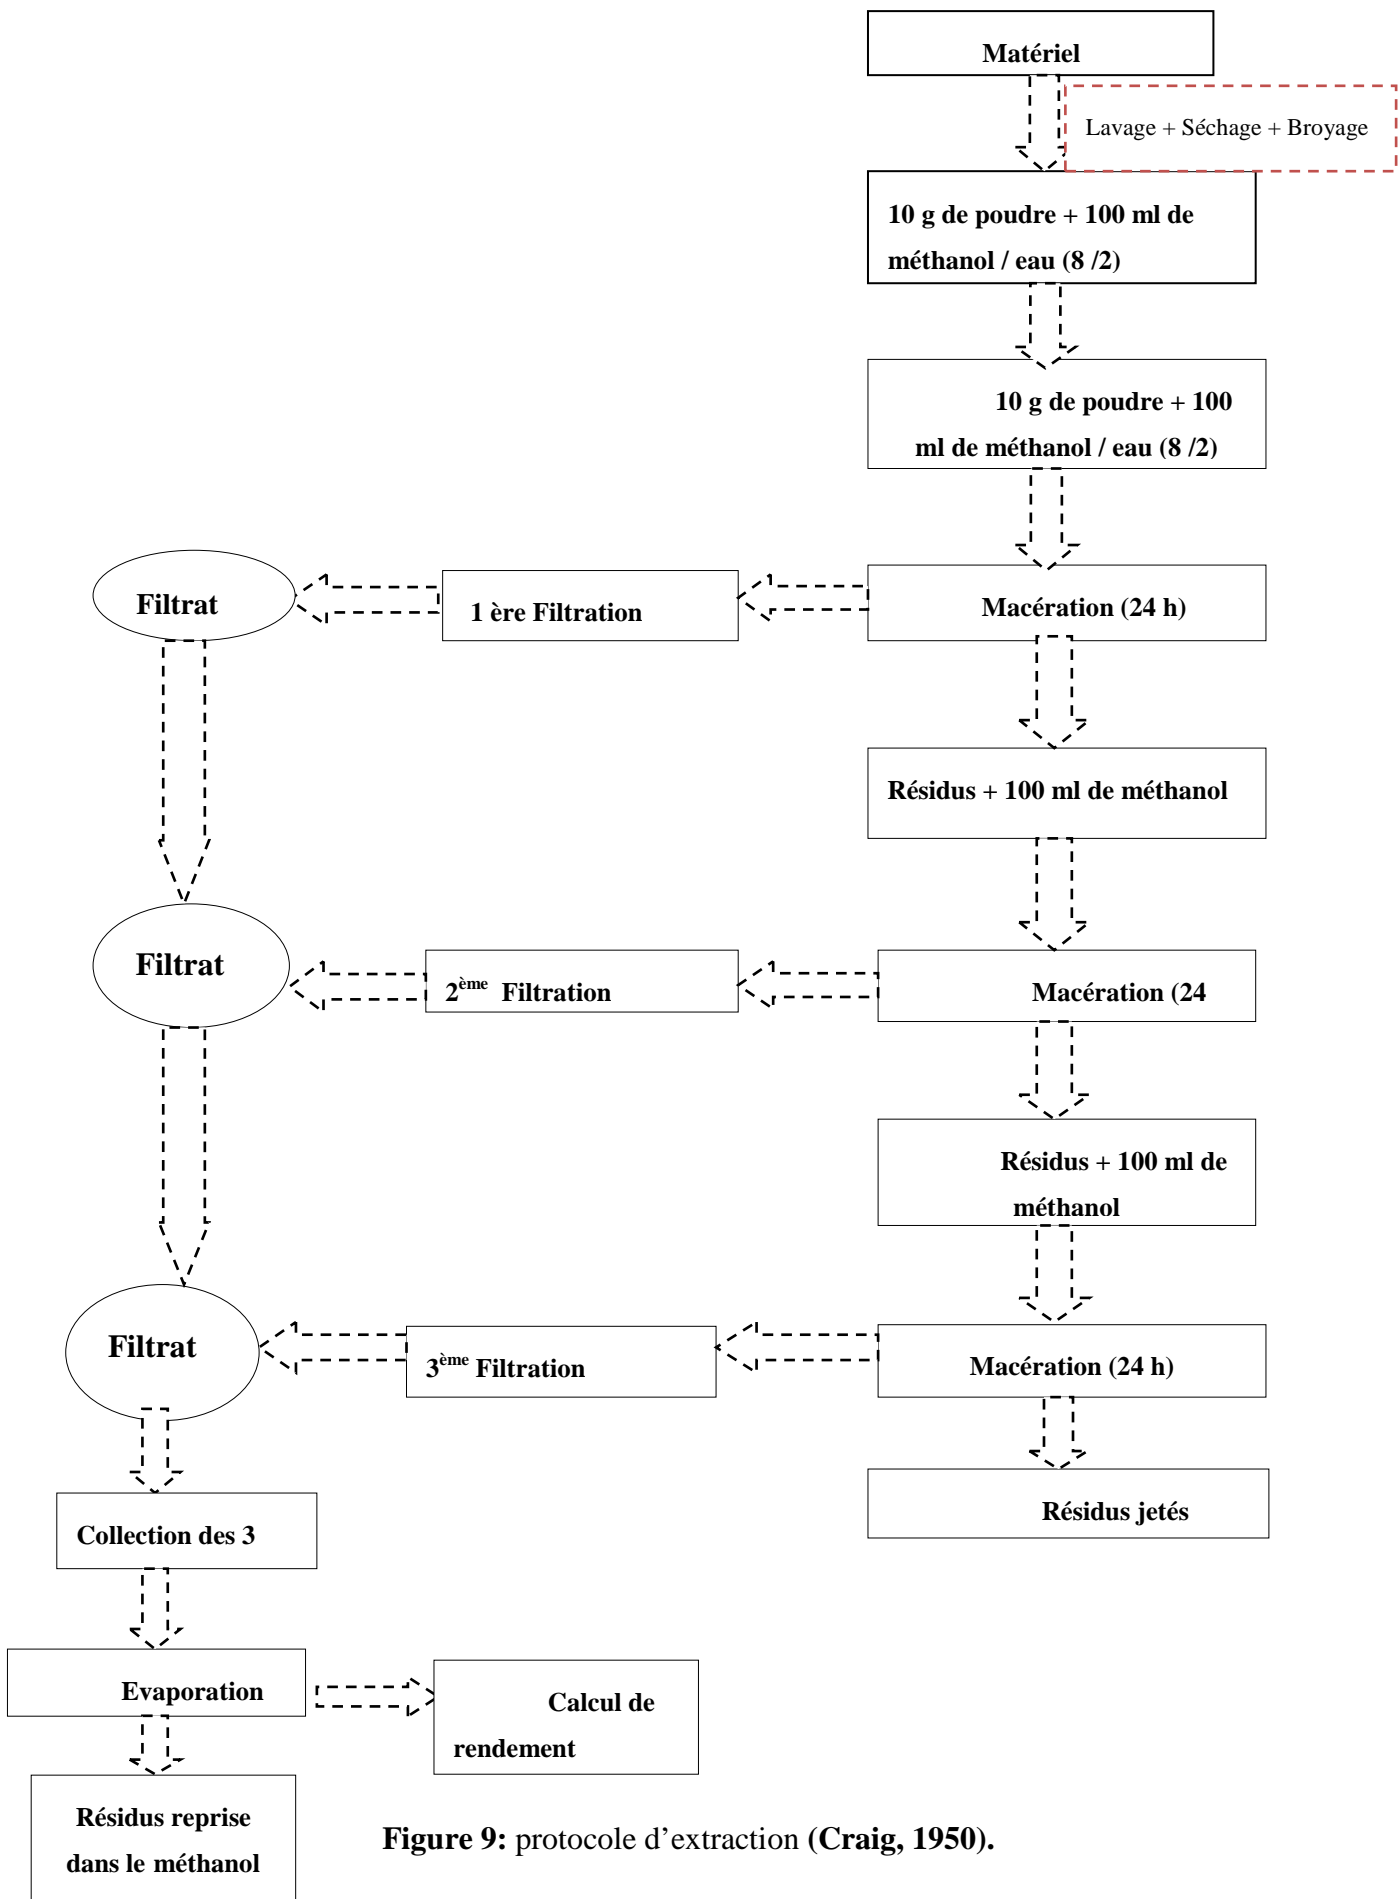 Matériel
Lavage + Séchage + Broyage
10 g de poudre + 100 ml de
méthanol / eau (8 /2)
10 g de poudre + 100
ml de méthanol / eau (8 /2)
Filtrat
1 ère Filtration
Macération (24 h)
Résidus + 100 ml de méthanol
Filtrat
2ème Filtration
Macération (24
Résidus + 100 ml de
méthanol
Filtrat
3ème Filtration
Macération (24 h)
Résidus jetés
Collection des 3
Evaporation
Calcul de
rendement
Résidus reprise
dans le méthanol
Figure 9: protocole d’extraction (Craig, 1950).